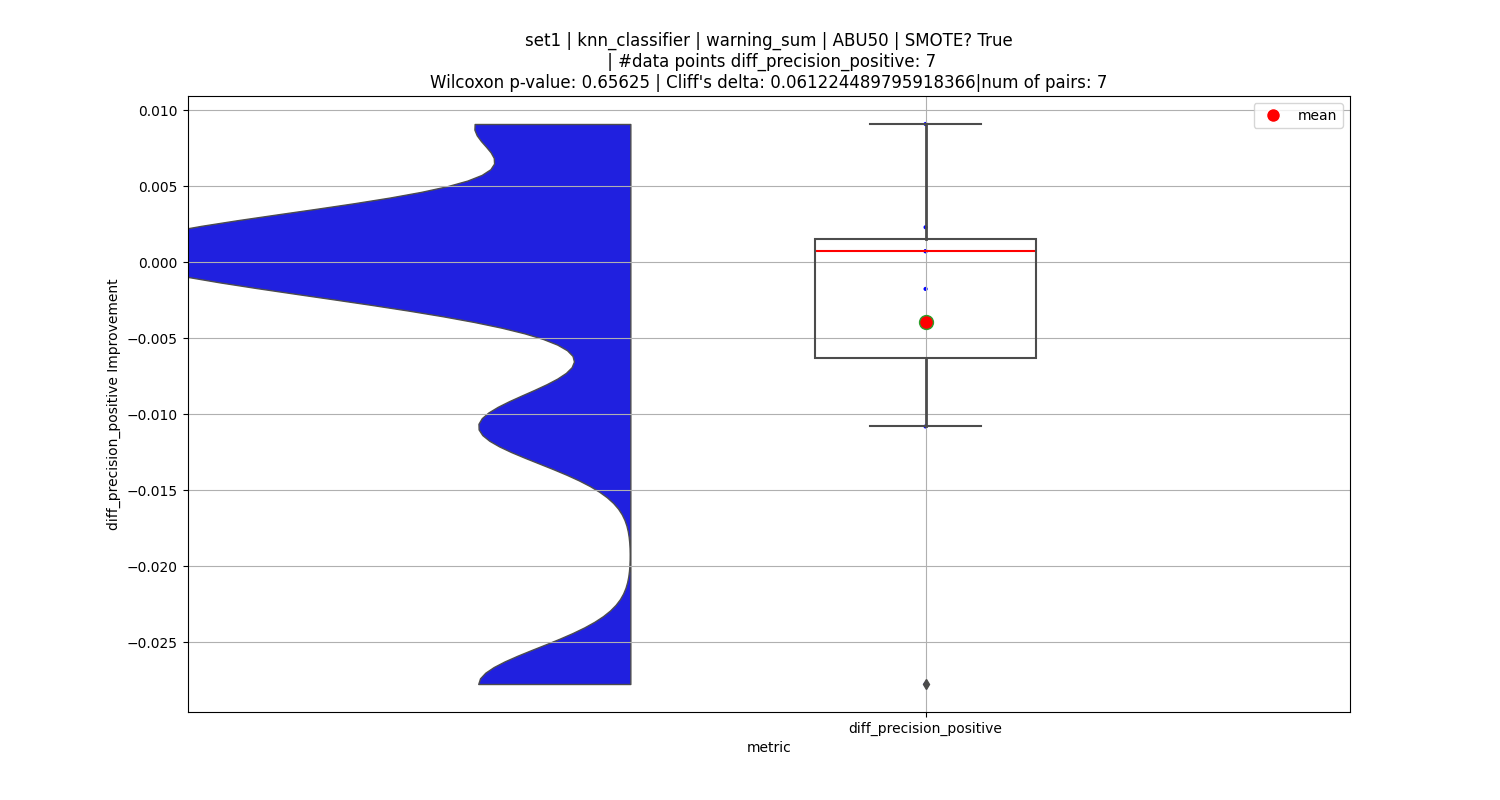 set1 | knn_classifier | warning_sum | ABU50 | SMOTE? True
| #data points diff_precision_positive: 7
Wilcoxon p-value: 0.65625 | Cliff's delta: 0.061224489795918366|num of pairs: 7
mean
0.010
0.005
0.000
−0.005
−0.010
−0.015
−0.020
−0.025
diff_precision_positive Improvement
diff_precision_positive
metric